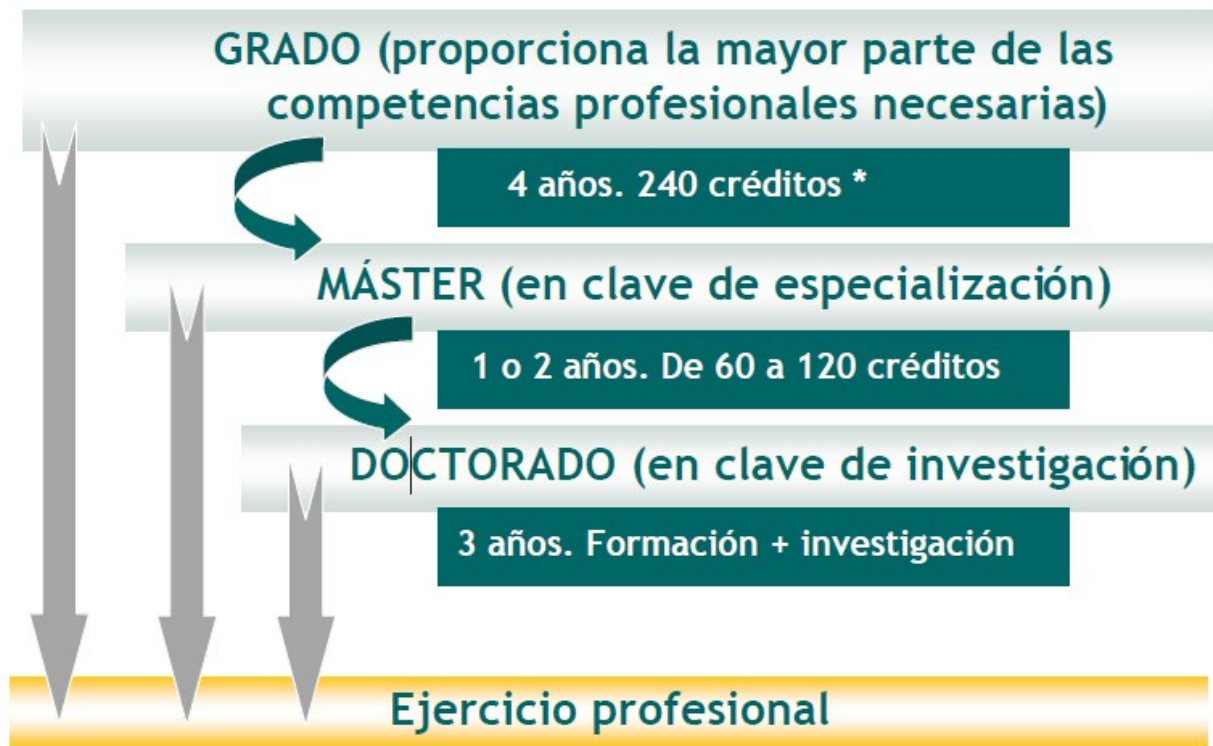 GRADO (proporciona la mayor parte de las
competencias profesionales necesarias)
4 años. 240 créditos *
MÁSTER (en clave de especialización)
1 o 2 años. De 60 a 120 créditos
DOCTORADO (en clave de investigación)
3 años. Formación + investigación
Ejercicio profesional